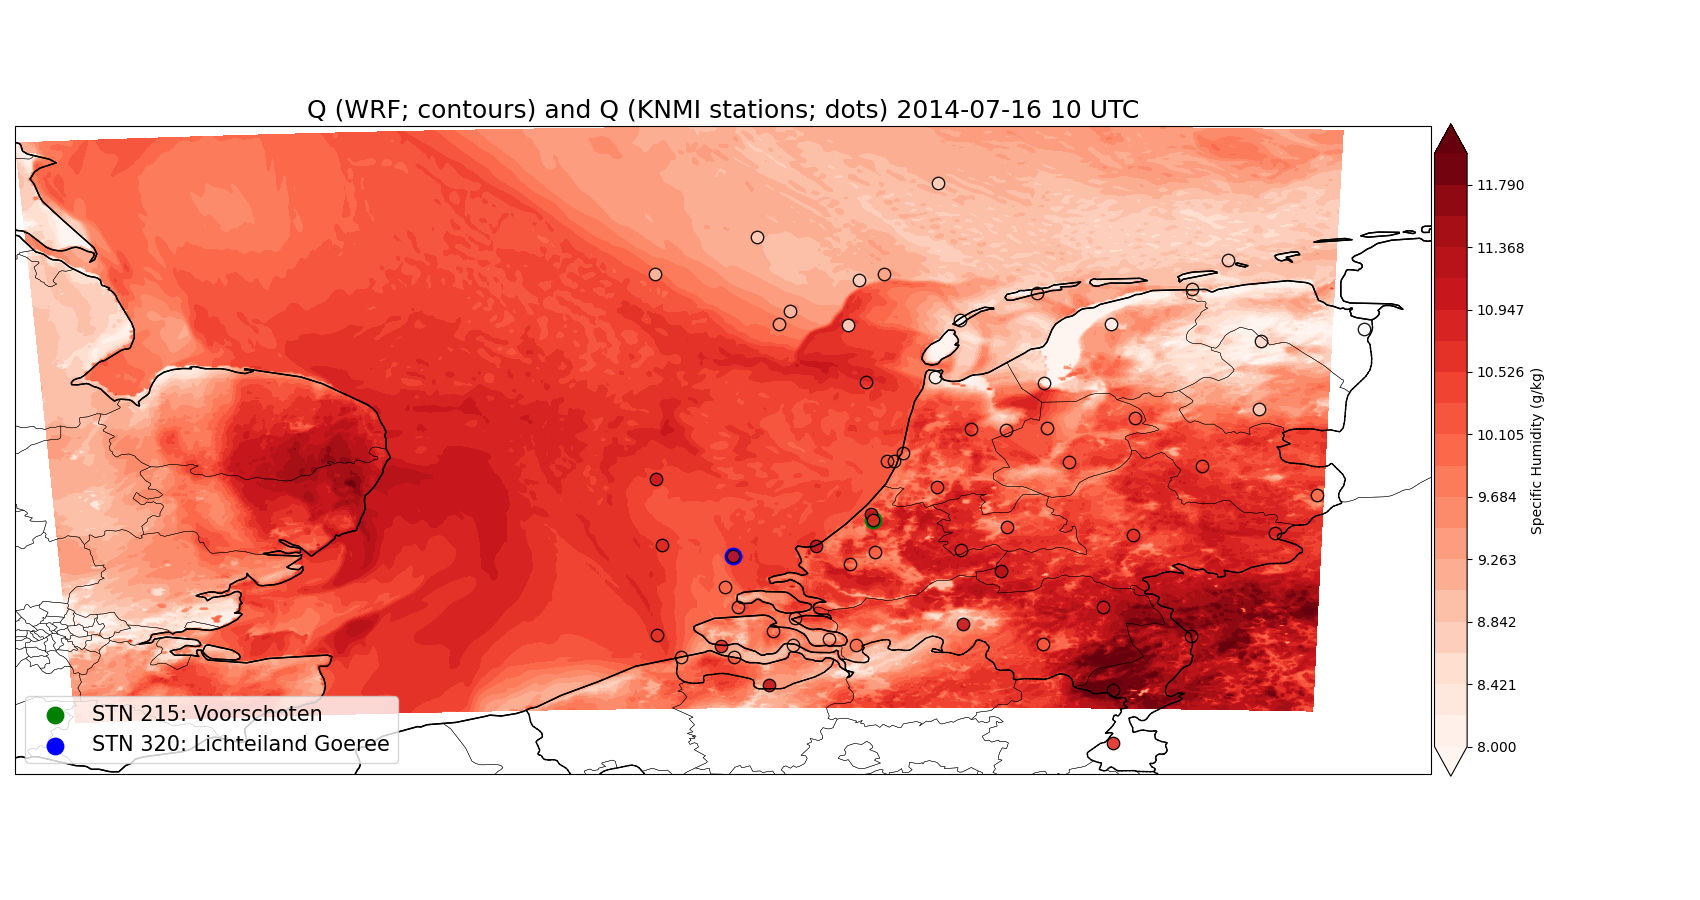 Q (WRF; contours) and Q (KNMI stations; dots) 2014-07-16 10 UTC
11.790
11.368
10.947
10.526
10.105
9.684
9.263
8.842
8.421
8.000
Specific Humidity (g/kg)
STN 215: Voorschoten
STN 320: Lichteiland Goeree